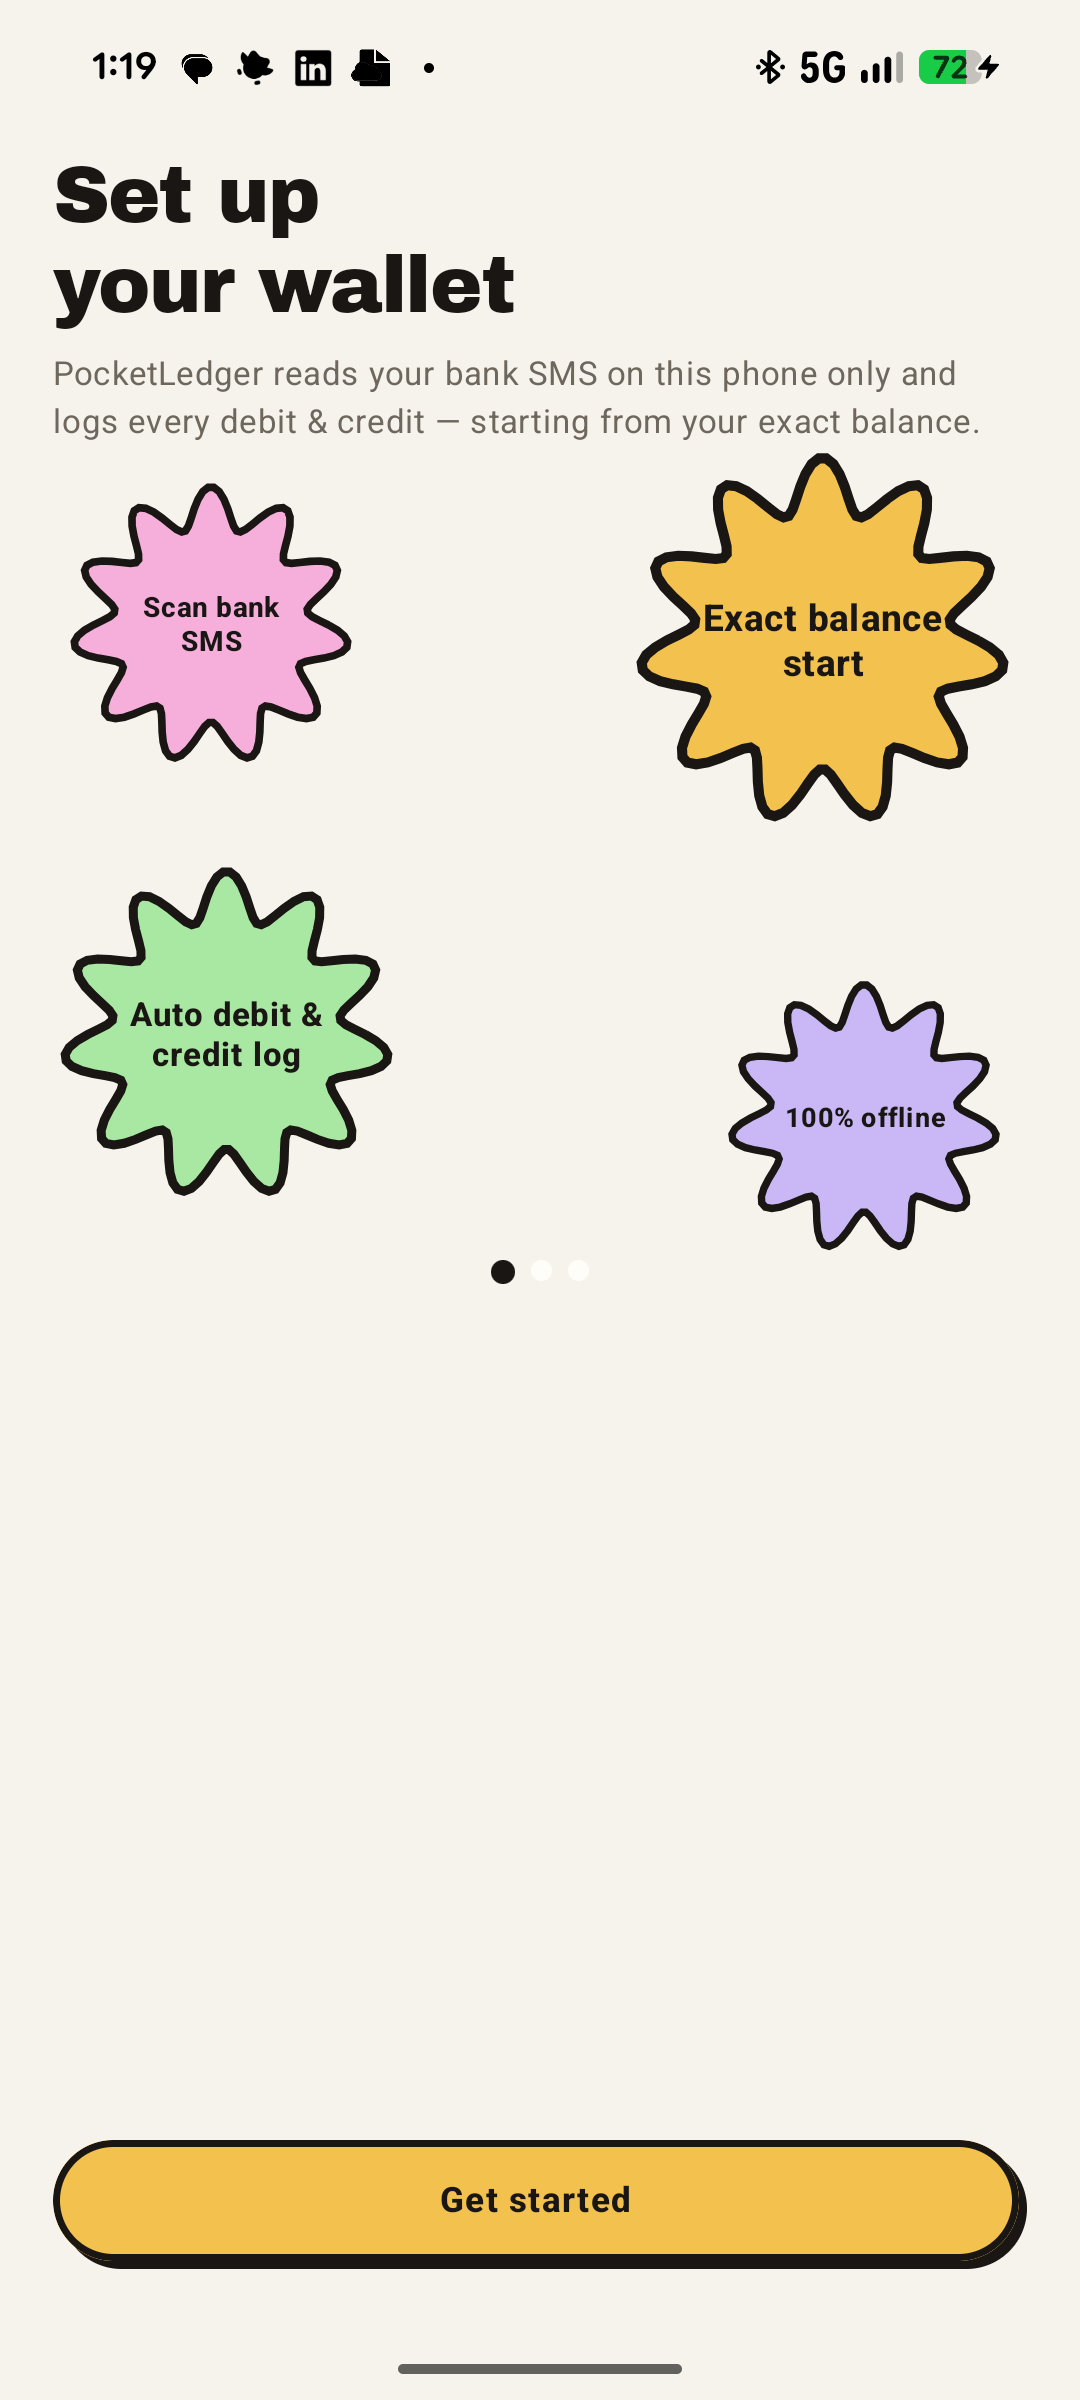 1:19
5G
72
Set up
your wallet
PocketLedger reads your bank SMS on this phone only and
logs every debit & credit — starting from your exact balance.
Scan bank
SMS
Exact balance
start
Auto debit &
credit log
100% offline
Get started